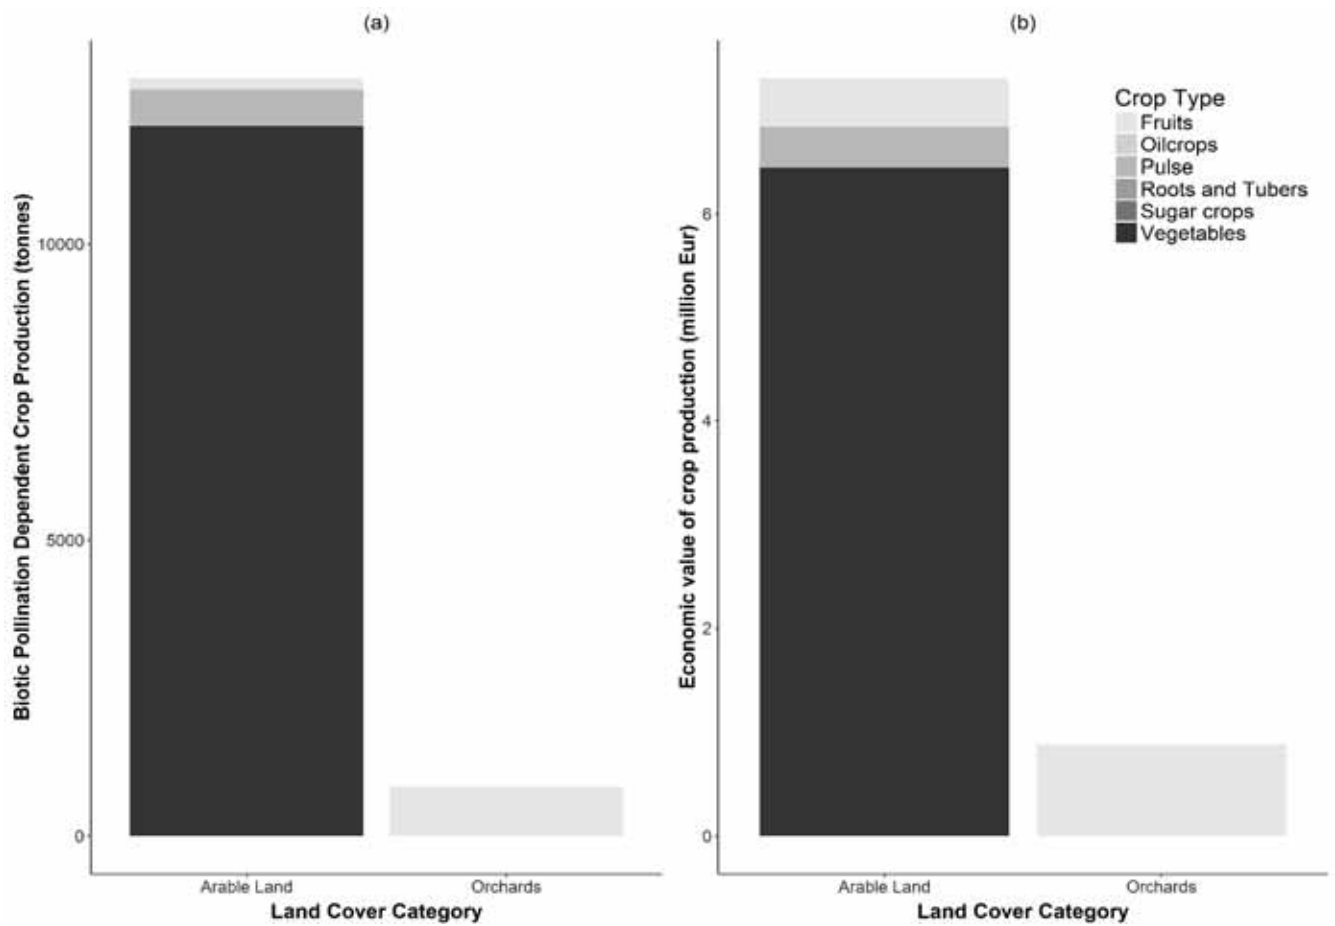 (a)
Biotic Pollination Dependent Crop Production (tonnes)
10000
5000
0
Arable Land
Orchards
Land Cover Category
(b)
Economic value of crop production (million Eur)
6
4
2
0
Arable Land
Orchards
Land Cover Category
Crop Type
Fruits
Oilcrops
Pulse
Roots and Tubers
Sugar crops
Vegetables